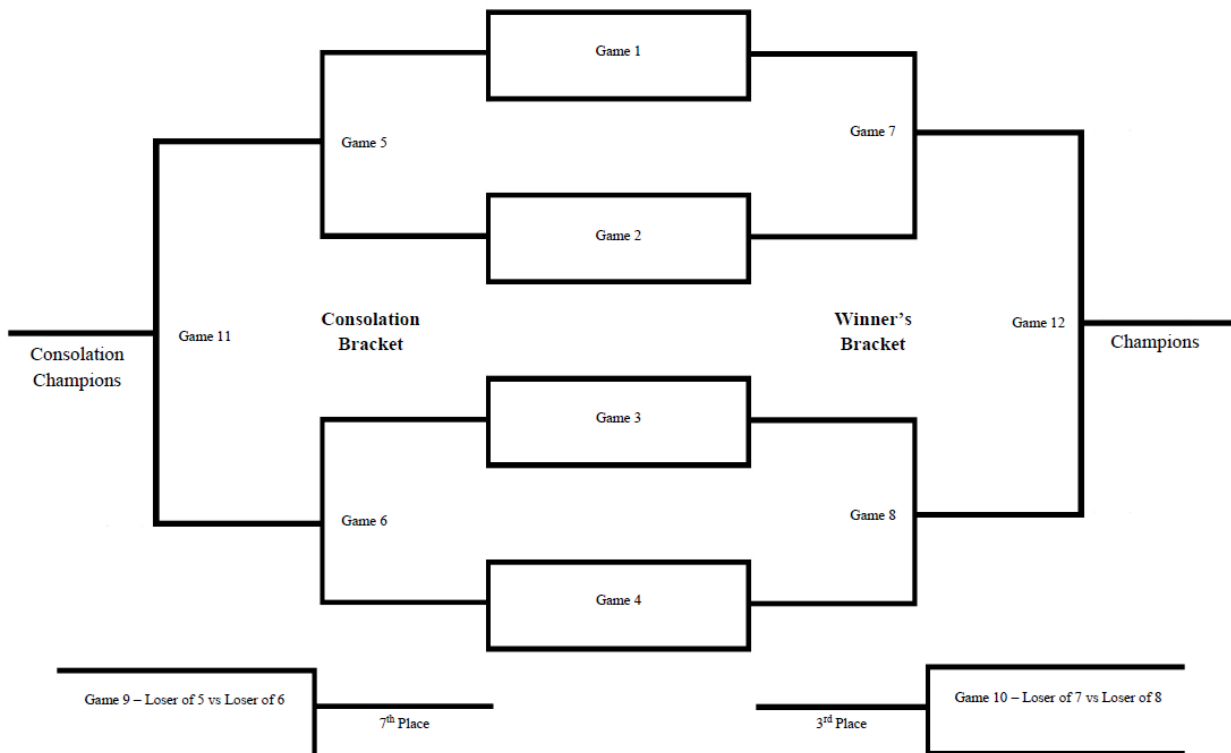 Game 1
Game 5
Game 7
Game 2
Consolation
Bracket
Winner's
Bracket
Game 11
Game 12
Consolation
Champions
Champions
Game 3
Game 6
Game 8
Game 4
Game 9 – Loser of 5 vs Loser of 6
7th Place
Game 10 – Loser of 7 vs Loser of 8
3rd Place